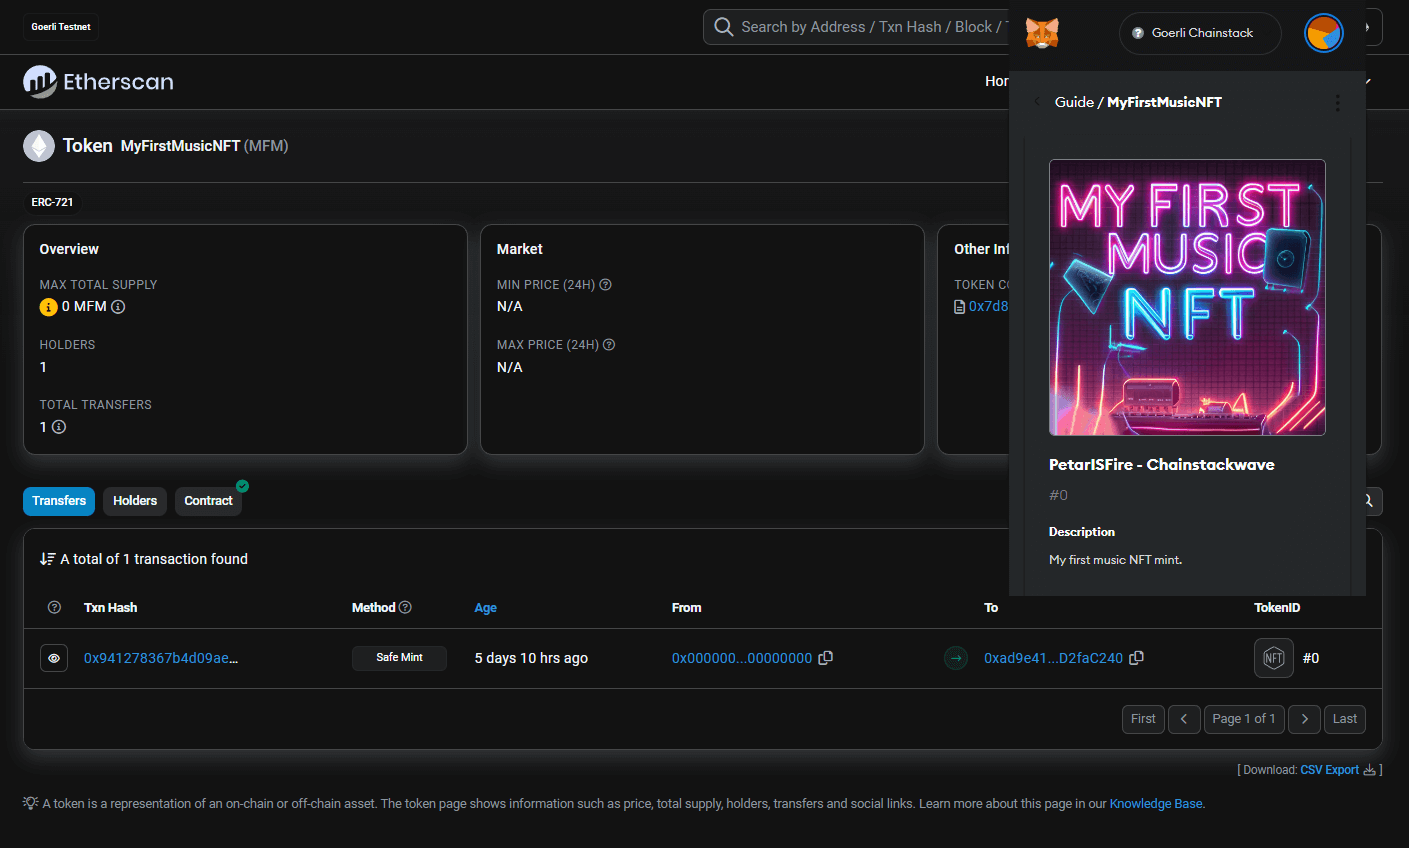 Goerli Testnet
Search by Address / Txn Hash / Block /
Etherscan
Token MyFirstMusicNFT (MFM)
ERC-721
Overview
MAX TOTAL SUPPLY
0 MFM
HOLDERS
1
TOTAL TRANSFERS
1
Market
MIN PRICE (24H)
N/A
MAX PRICE (24H)
N/A
Other
TOKEN
0x7d8
Goerli Chainstack
Guide / MyFirstMusicNFT
MY FIRST
MUSIC
NFT
PetarISFire - Chainstackwave
#0
Description
My first music NFT mint.
Transfers Holders Contract
A total of 1 transaction found
Txn Hash Method Age From To TokenID
0x941278367b4d09ae... Safe Mint 5 days 10 hrs ago 0x000000...00000000 0xad9e41...D2faC240 NFT #0
First Page 1 of 1 Last
[ Download: CSV Export ]
A token is a representation of an on-chain or off-chain asset. The token page shows information such as price, total supply, holders, transfers and social links. Learn more about this page in our Knowledge Base.